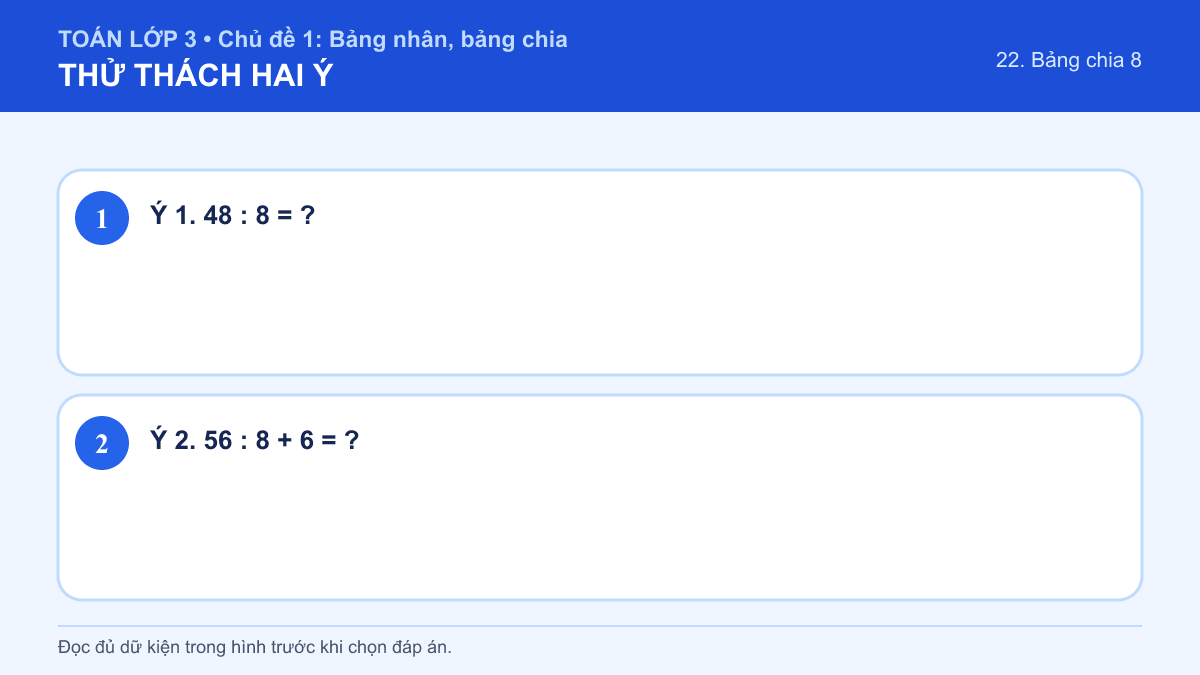 TOÁN LỚP 3 • Chủ đề 1: Bảng nhân, bảng chia
THỬ THÁCH HAI Ý
22. Bảng chia 8
1
Ý 1. 48 : 8 = ?
2
Ý 2. 56 : 8 + 6 = ?
Đọc đủ dữ kiện trong hình trước khi chọn đáp án.